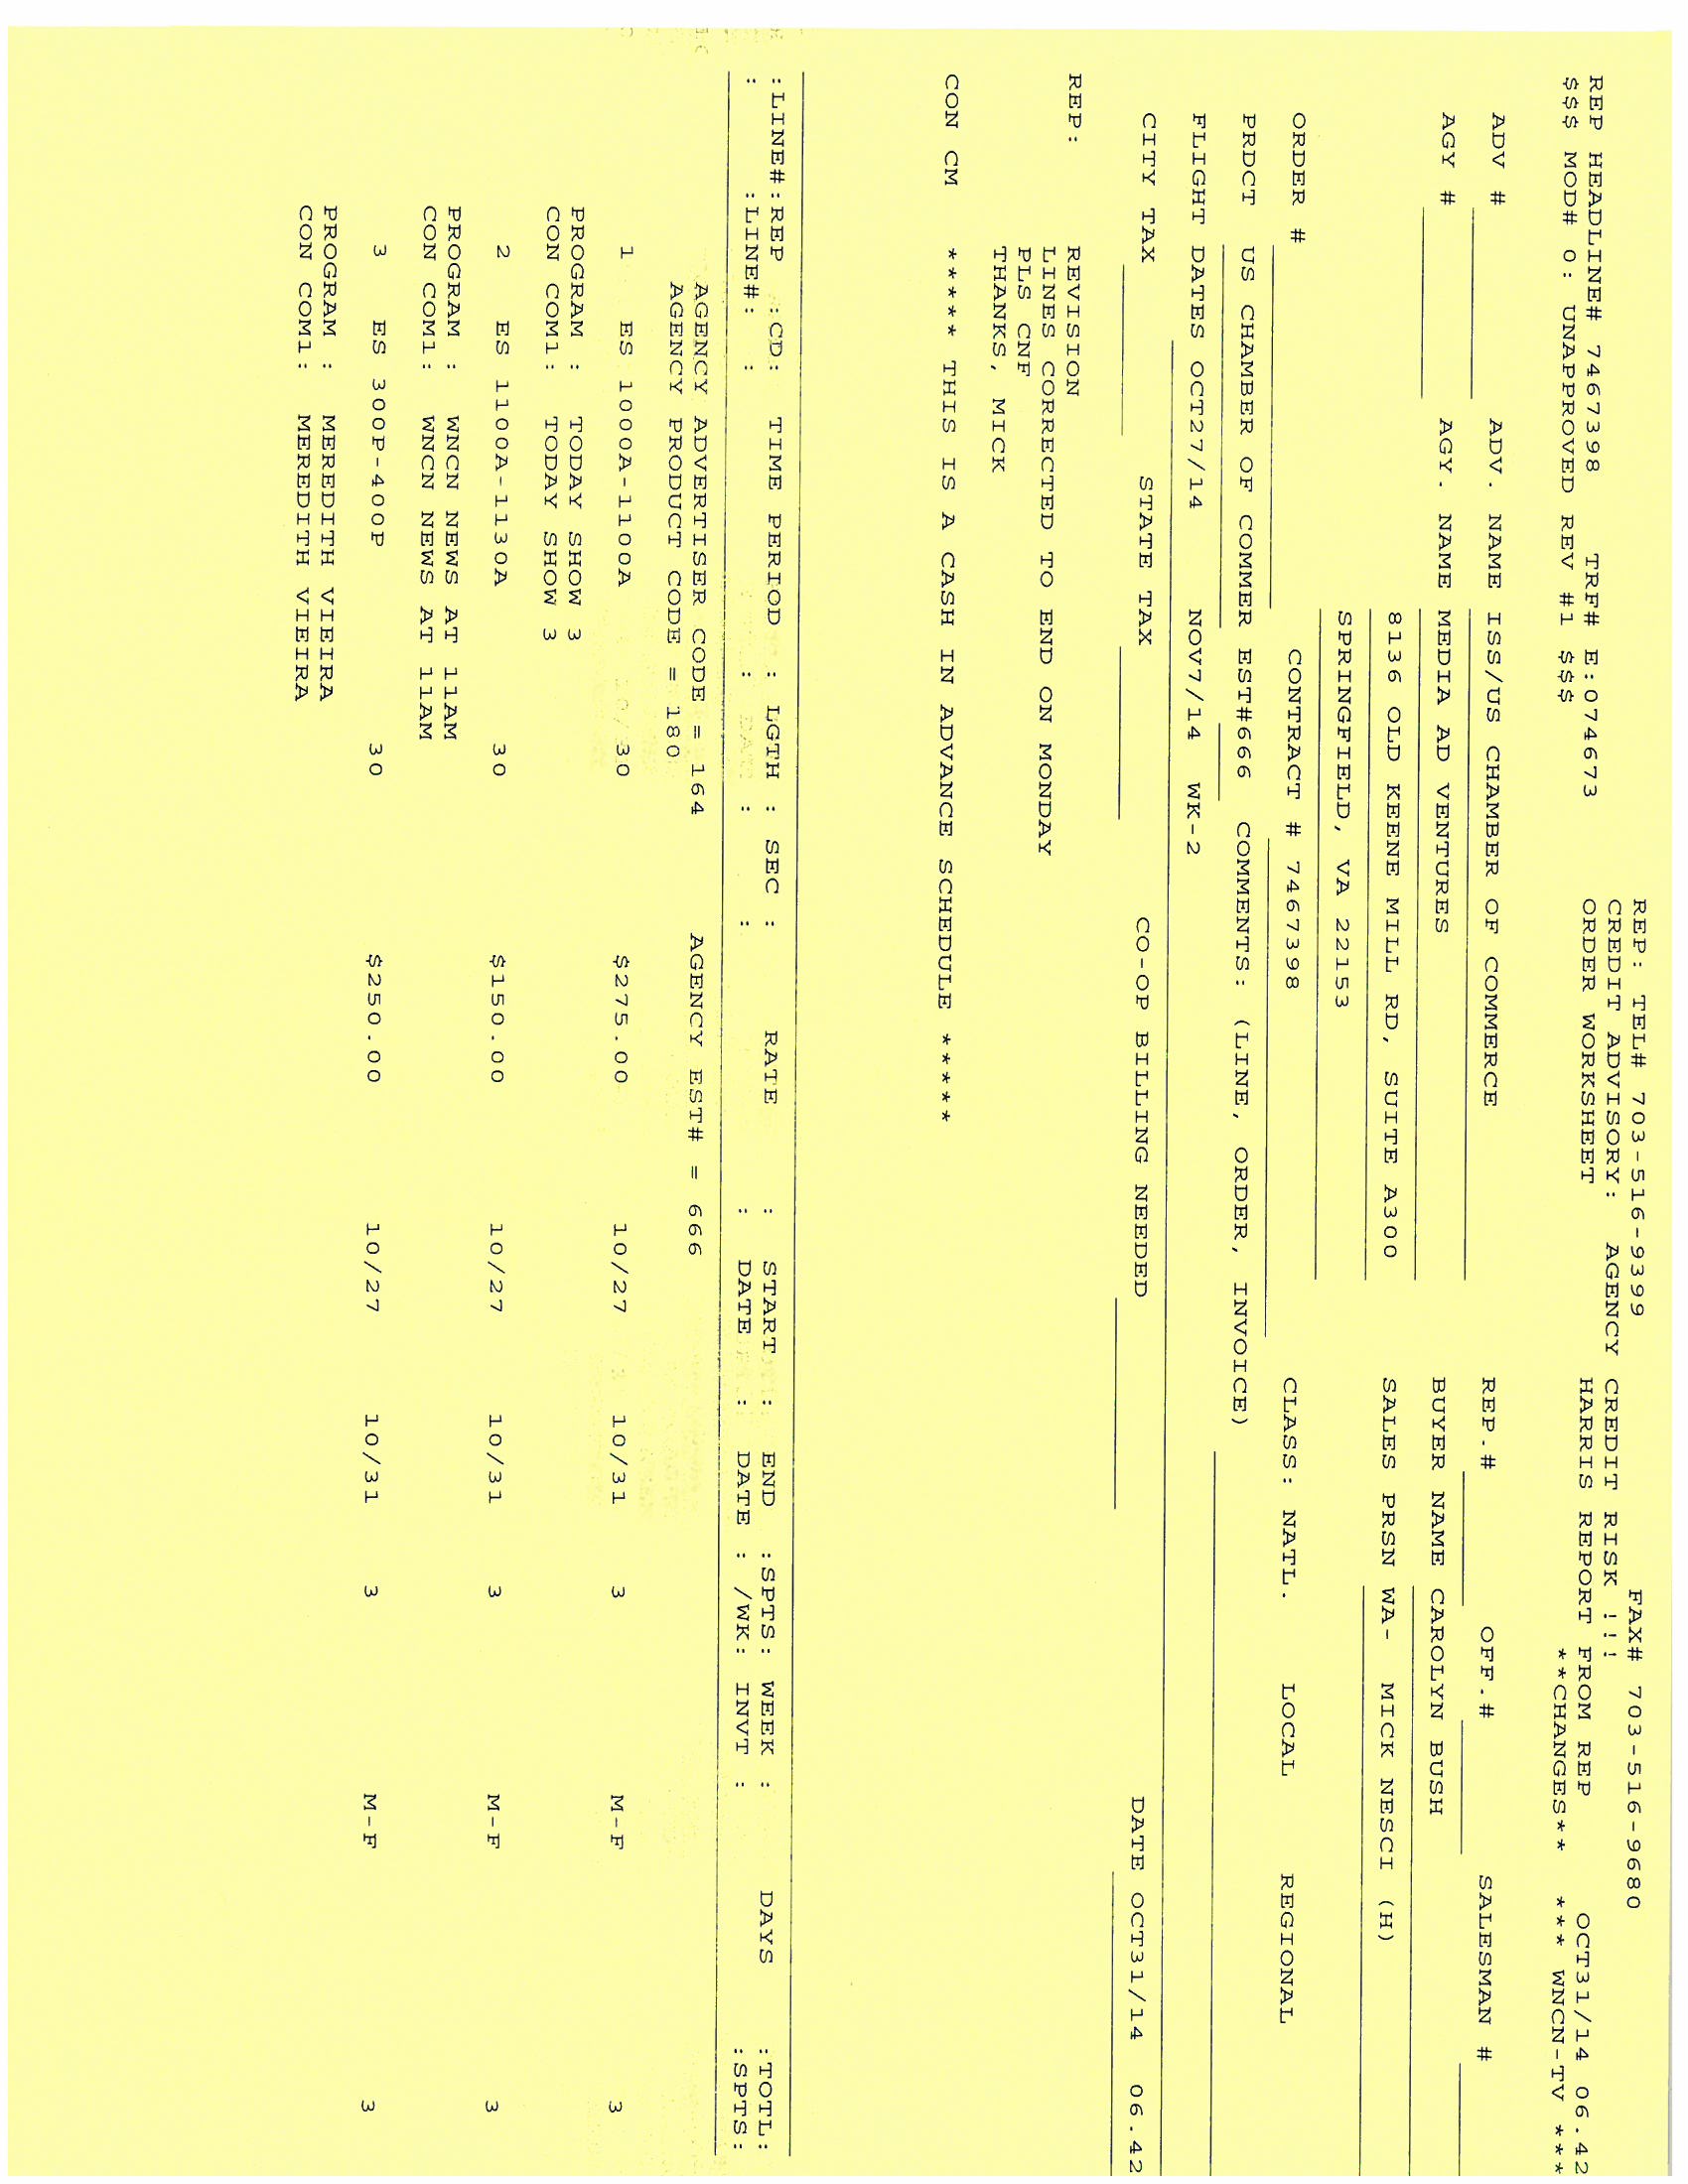 REP: TEL# 703-516-9399 FAX# 703-516-9680
CREDIT ADVISORY: AGENCY CREDIT RISK !!!
REP HEADLINE# 7467398 TRF# E:074673 ORDER WORKSHEET HARRIS REPORT FROM REP OCT31/14 06.42
$$$ MOD# 0: UNAPPROVED REV #1 $$$ **CHANGES** *** WNCN-TV ***
ADV # ADV. NAME ISS/US CHAMBER OF COMMERCE REP.# OFF.# SALESMAN #
AGY # AGY. NAME MEDIA AD VENTURES BUYER NAME CAROLYN BUSH
8136 OLD KEENE MILL RD, SUITE A300 SALES PRSN WA- MICK NESCI (H)
SPRINGFIELD, VA 22153
ORDER # CONTRACT # 7467398 CLASS: NATL. LOCAL REGIONAL
PRDCT US CHAMBER OF COMMER EST#666 COMMENTS: (LINE, ORDER, INVOICE)
FLIGHT DATES OCT27/14 NOV7/14 WK-2
CITY TAX STATE TAX CO-OP BILLING NEEDED DATE OCT31/14 06.42
REP: REVISION
LINES CORRECTED TO END ON MONDAY
PLS CNF
THANKS, MICK
CON CM ***** THIS IS A CASH IN ADVANCE SCHEDULE *****
:LINE#:REP :CD: TIME PERIOD : LGTH : SEC : RATE : START : END :SPTS: WEEK : DAYS :TOTL:
: :LINE#: : : : : : DATE : DATE : /WK: INVT : :SPTS:
AGENCY ADVERTISER CODE = 164 AGENCY EST# = 666
AGENCY PRODUCT CODE = 180
1 ES 1000A-1100A 30 $275.00 10/27 10/31 3 M-F 3
PROGRAM : TODAY SHOW 3
CON COM1: TODAY SHOW 3
2 ES 1100A-1130A 30 $150.00 10/27 10/31 3 M-F 3
PROGRAM : WNCN NEWS AT 11AM
CON COM1: WNCN NEWS AT 11AM
3 ES 300P-400P 30 $250.00 10/27 10/31 3 M-F 3
PROGRAM : MEREDITH VIEIRA
CON COM1: MEREDITH VIEIRA